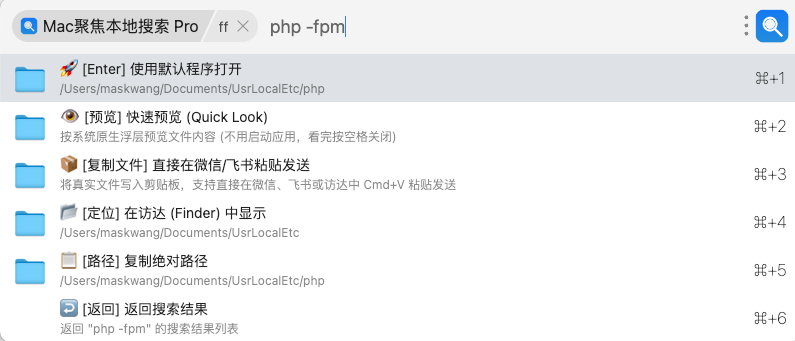 Mac聚焦本地搜索 Pro ff php -fpm
🚀 [Enter] 使用默认程序打开 ⌘+1
/Users/maskwang/Documents/UsrLocalEtc/php
👁️ [预览] 快速预览 (Quick Look) ⌘+2
按系统原生浮层预览文件内容 (不用启动应用，看完按空格关闭)
📦 [复制文件] 直接在微信/飞书粘贴发送 ⌘+3
将真实文件写入剪贴板，支持直接在微信、飞书或访达中 Cmd+V 粘贴发送
📂 [定位] 在访达 (Finder) 中显示 ⌘+4
/Users/maskwang/Documents/UsrLocalEtc
📋 [路径] 复制绝对路径 ⌘+5
/Users/maskwang/Documents/UsrLocalEtc/php
↩️ [返回] 返回搜索结果 ⌘+6
返回 "php -fpm" 的搜索结果列表